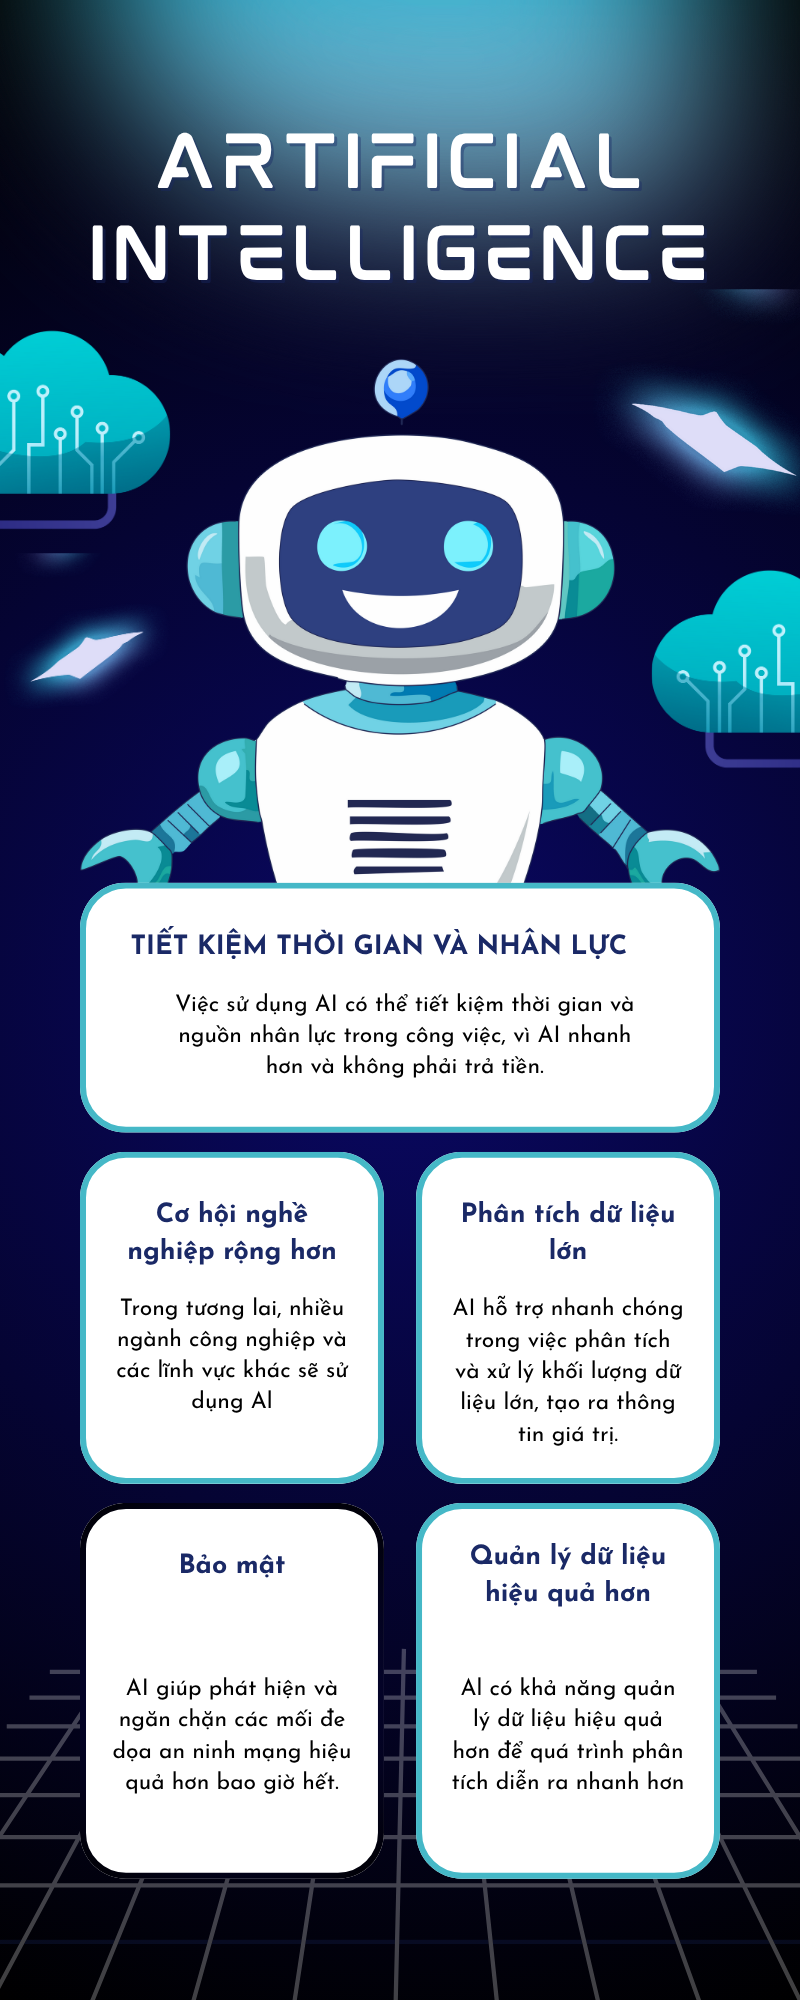 ARTIFICIAL
INTELLIGENCE
TIẾT KIỆM THỜI GIAN VÀ NHÂN LỰC
Việc sử dụng AI có thể tiết kiệm thời gian và
nguồn nhân lực trong công việc, vì AI nhanh
hơn và không phải trả tiền.
Cơ hội nghề
nghiệp rộng hơn
Trong tương lai, nhiều
ngành công nghiệp và
các lĩnh vực khác sẽ sử
dụng AI
Phân tích dữ liệu
lớn
AI hỗ trợ nhanh chóng
trong việc phân tích
và xử lý khối lượng dữ
liệu lớn, tạo ra thông
tin giá trị.
Bảo mật
AI giúp phát hiện và
ngăn chặn các mối đe
dọa an ninh mạng hiệu
quả hơn bao giờ hết.
Quản lý dữ liệu
hiệu quả hơn
AI có khả năng quản
lý dữ liệu hiệu quả
hơn để quá trình phân
tích diễn ra nhanh hơn